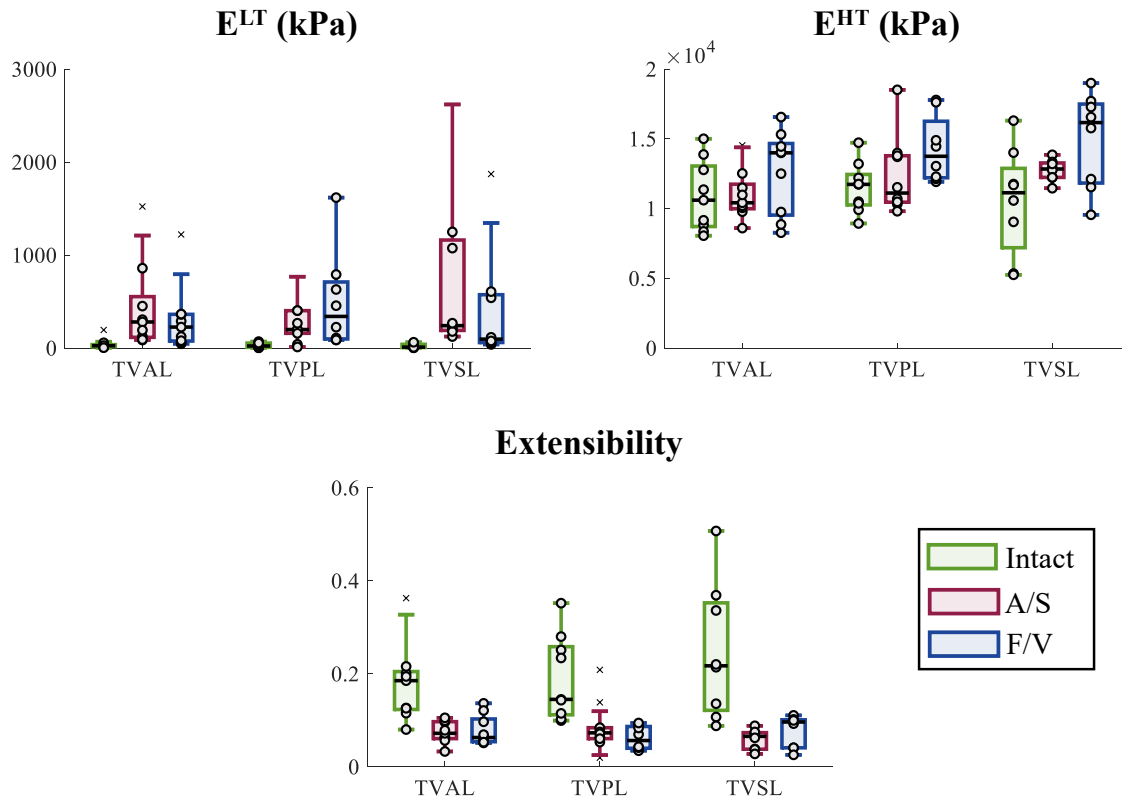 E^LT (kPa)
3000
2000
1000
0
TVAL TVPL TVSL
E^HT (kPa)
×10^4
2
1.5
1
0.5
0
TVAL TVPL TVSL
Extensibility
0.6
0.4
0.2
0
TVAL TVPL TVSL
Intact
A/S
F/V